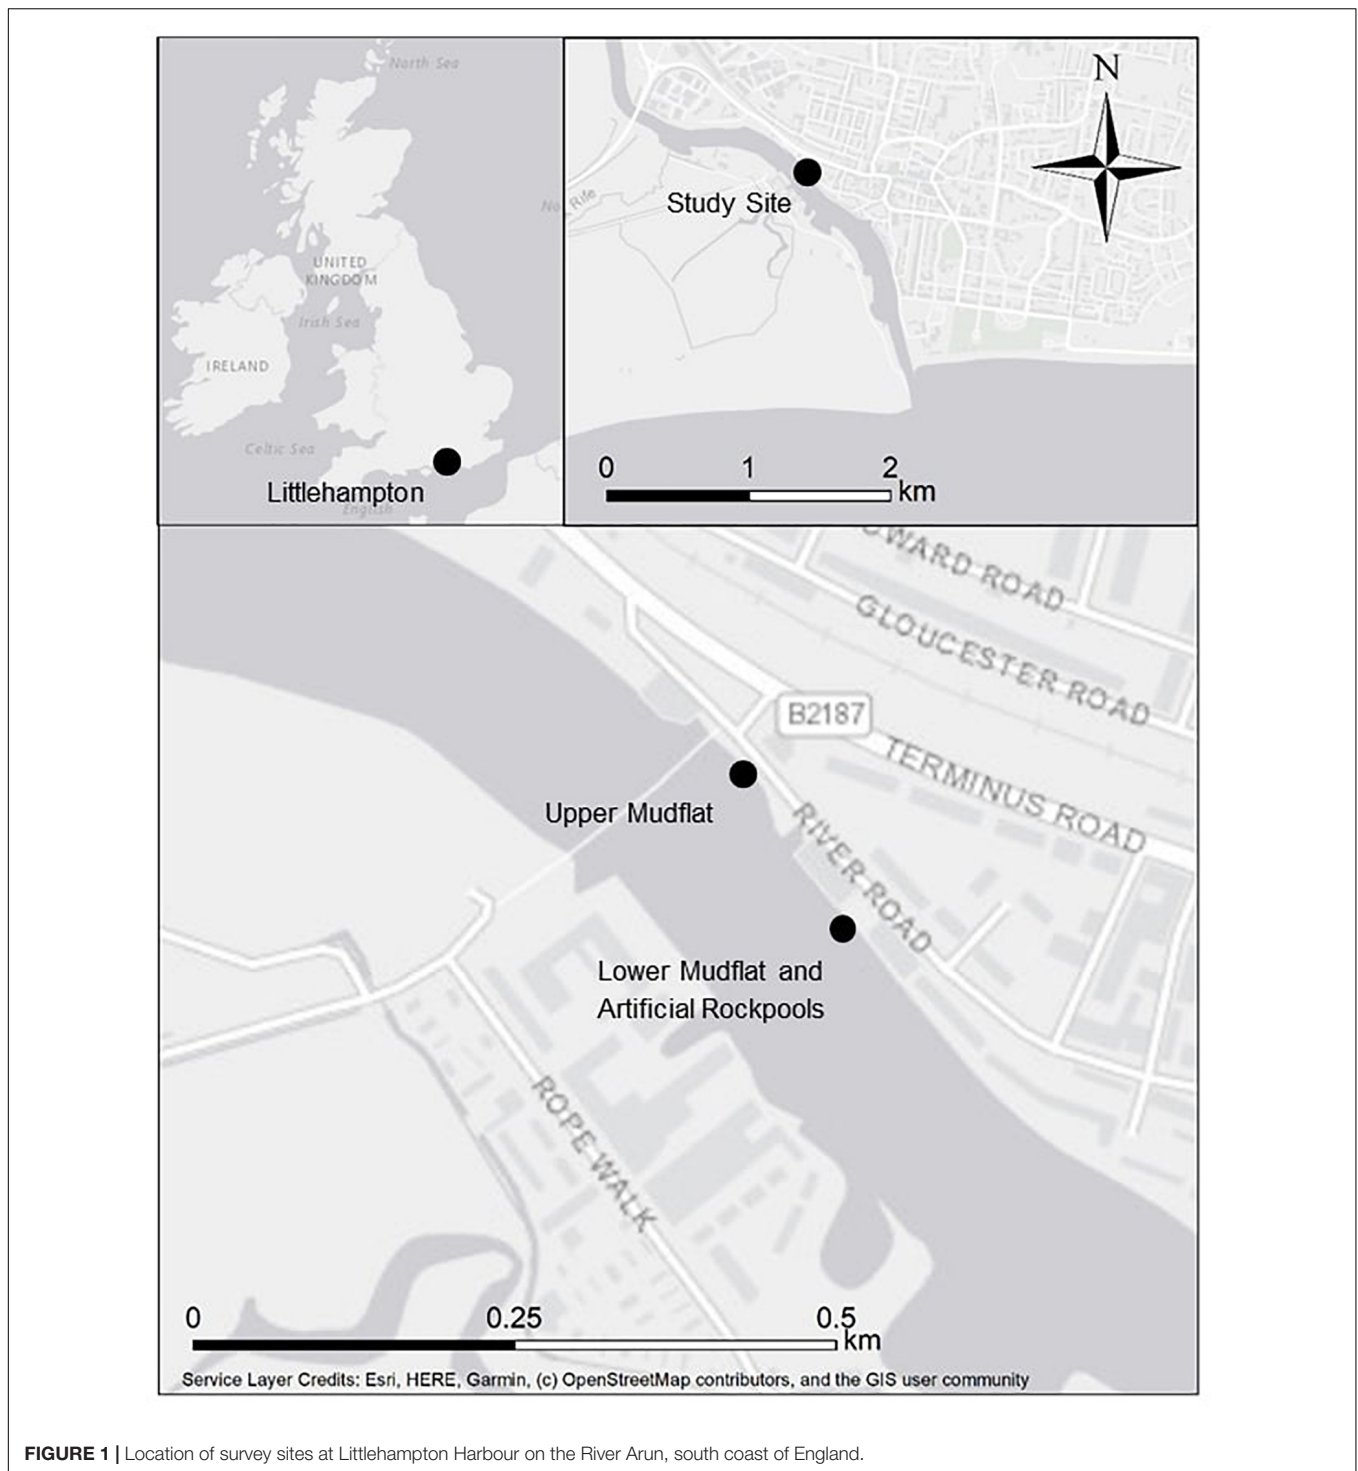 North Sea
UNITED
KINGDOM
Irish Sea
IRELAND
Celtic Sea
Littlehampton
English
N
Rife
Study Site
0 1 2
km
OWARD ROAD
GLOUCESTER ROAD
B2187
TERMINUS ROAD
RIVER ROAD
Upper Mudflat
Lower Mudflat and
Artificial Rockpools
ROPE WALK
0 0.25 0.5
km
Service Layer Credits: Esri, HERE, Garmin, (c) OpenStreetMap contributors, and the GIS user community
FIGURE 1 | Location of survey sites at Littlehampton Harbour on the River Arun, south coast of England.